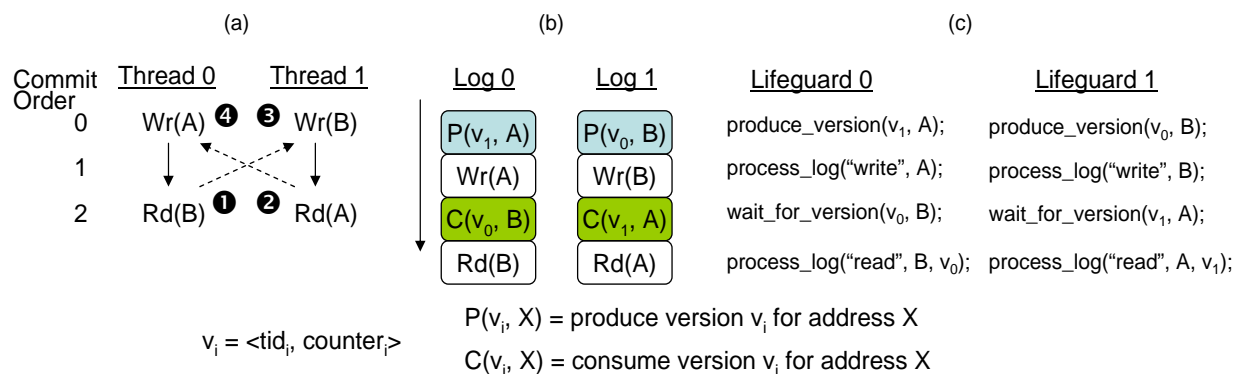 (a) (b) (c)
Commit Order Thread 0 Thread 1 Log 0 Log 1 Lifeguard 0 Lifeguard 1
0 Wr(A) ❹ ❸ Wr(B) P(v₁, A) P(v₀, B) produce_version(v₁, A); produce_version(v₀, B);
1 Wr(A) Wr(B) process_log(“write”, A); process_log(“write”, B);
2 Rd(B) ❶ ❷ Rd(A) C(v₀, B) C(v₁, A) wait_for_version(v₀, B); wait_for_version(v₁, A);
Rd(B) Rd(A) process_log(“read”, B, v₀); process_log(“read”, A, v₁);
P(vᵢ, X) = produce version vᵢ for address X
vᵢ = <tidᵢ, counterᵢ>
C(vᵢ, X) = consume version vᵢ for address X